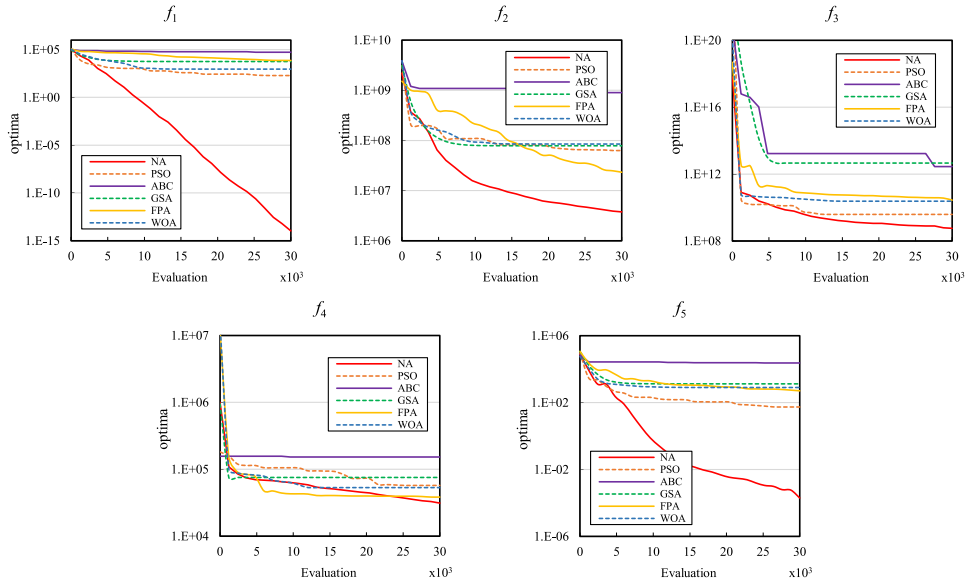 f1
1.E+05
1.E+00
1.E-05
1.E-10
1.E-15
optima
NA
PSO
ABC
GSA
FPA
WOA
0 5 10 15 20 25 30
Evaluation x10³
f2
1.E+10
1.E+09
1.E+08
1.E+07
1.E+06
optima
NA
PSO
ABC
GSA
FPA
WOA
0 5 10 15 20 25 30
Evaluation x10³
f3
1.E+20
1.E+16
1.E+12
1.E+08
optima
NA
PSO
ABC
GSA
FPA
WOA
0 5 10 15 20 25 30
Evaluation x10³
f4
1.E+07
1.E+06
1.E+05
1.E+04
optima
NA
PSO
ABC
GSA
FPA
WOA
0 5 10 15 20 25 30
Evaluation x10³
f5
1.E+06
1.E+02
1.E-02
1.E-06
optima
NA
PSO
ABC
GSA
FPA
WOA
0 5 10 15 20 25 30
Evaluation x10³